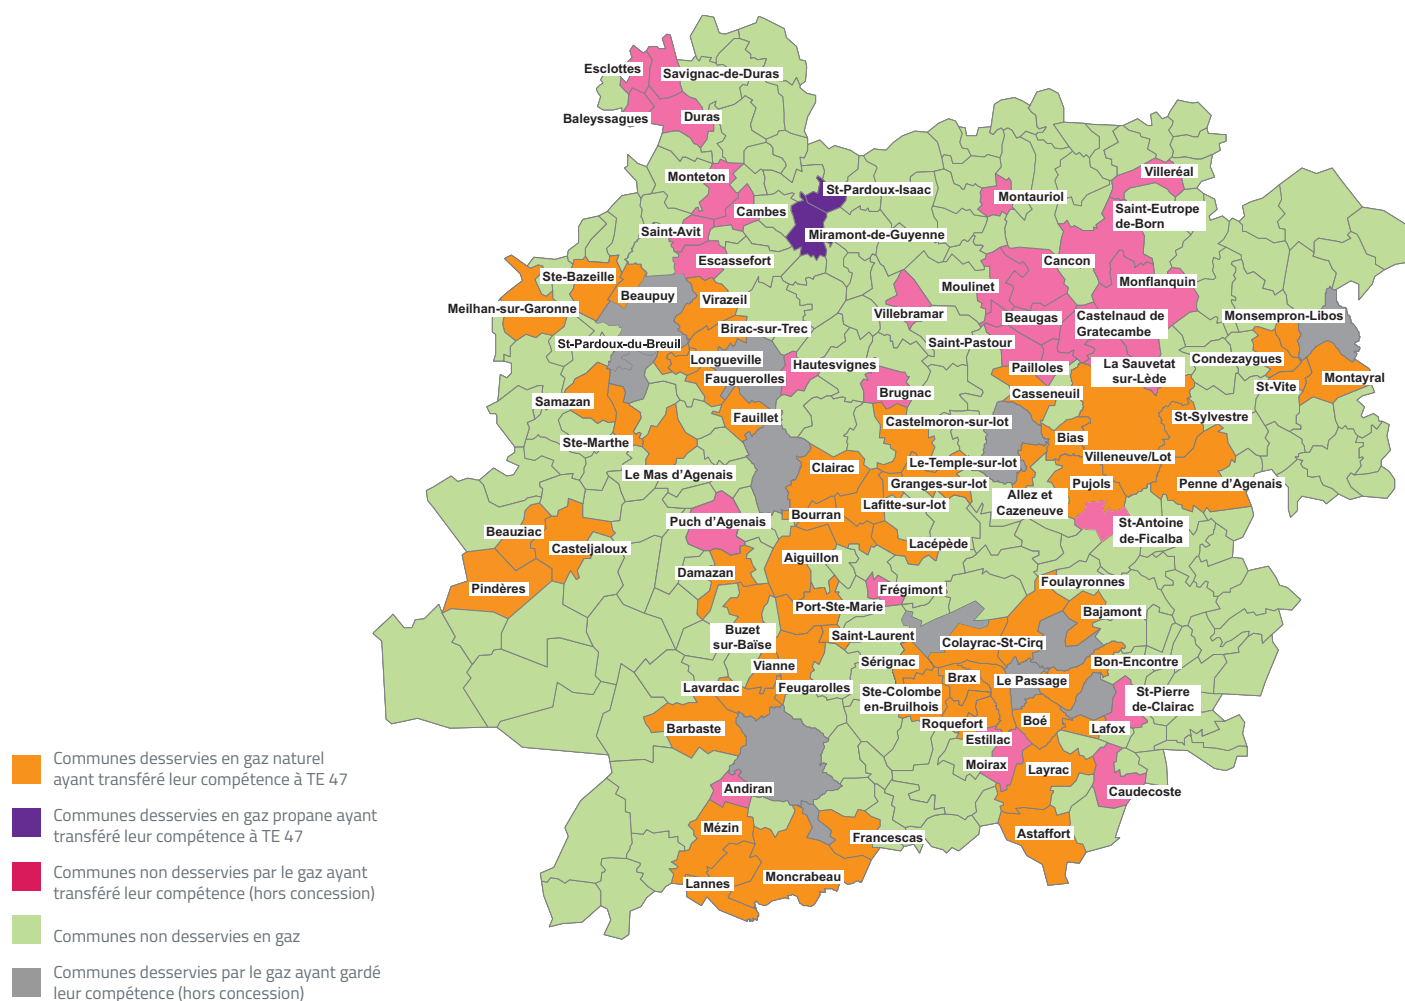 Esclottes
Savignac-de-Duras
Baleyssagues
Duras
Monteton
Cambes
St-Pardoux-Isaac
Montauriol
Villeréal
Saint-Avit
Miramont-de-Guyenne
Saint-Eutrope
de-Born
Escassefort
Cancon
Ste-Bazeille
Beaupuy
Virazeil
Moulinet
Monflanquin
Meilhan-sur-Garonne
Villebramar
Beaugas
Castelnaud de
Gratecambe
Monsempron-Libos
Birac-sur-Trec
St-Pardoux-du-Breuil
Saint-Pastour
Longueville
Hautesvignes
Pailloles
La Sauvetat
sur-Lède
Condezaygues
Fauguerolles
St-Vite
Montayral
Samazan
Brugnac
Casseneuil
Fauillet
Castelmoron-sur-lot
St-Sylvestre
Ste-Marthe
Bias
Le Mas d'Agenais
Clairac
Le-Temple-sur-lot
Villeneuve/Lot
Granges-sur-lot
Pujols
Penne d'Agenais
Allez et
Cazeneuve
Lafitte-sur-lot
Bourran
Puch d'Agenais
St-Antoine
de-Ficalba
Beauziac
Casteljaloux
Lacépède
Aiguillon
Damazan
Pindères
Frégimont
Foulayronnes
Port-Ste-Marie
Bajamont
Buzet
sur-Baïse
Saint-Laurent
Colayrac-St-Cirq
Vianne
Sérignac
Bon-Encontre
Lavardac
Feugarolles
Brax
Le Passage
Ste-Colombe
en-Bruilhois
St-Pierre
de-Clairac
Barbaste
Roquefort
Boé
Lafox
Estillac
Moirax
Layrac
Andiran
Caudecoste
Mézin
Francescas
Astaffort
Lannes
Moncrabeau
Communes desservies en gaz naturel
ayant transféré leur compétence à TE 47
Communes desservies en gaz propane ayant
transféré leur compétence à TE 47
Communes non desservies par le gaz ayant
transféré leur compétence (hors concession)
Communes non desservies en gaz
Communes desservies par le gaz ayant gardé
leur compétence (hors concession)